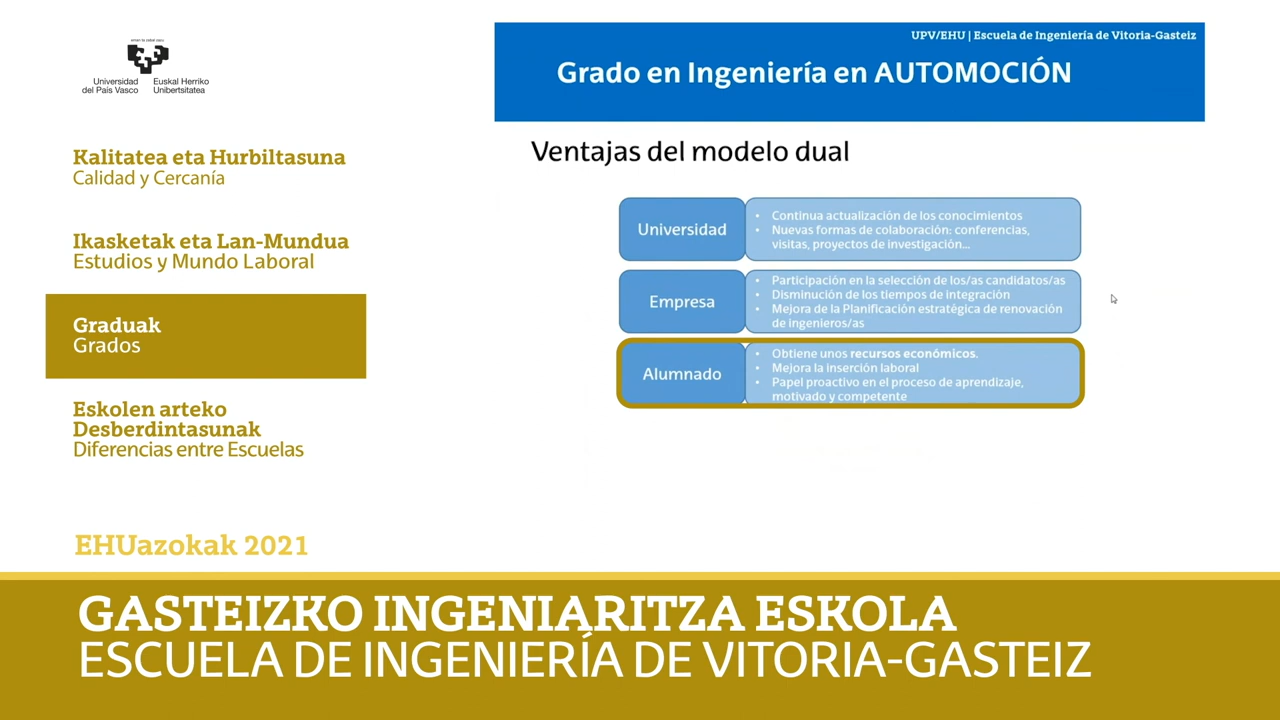 Universidad
del País Vasco
Euskal Herriko
Unibertsitatea
Kalitatea eta Hurbiltasuna
Calidad y Cercanía
Ikasketak eta Lan-Mundua
Estudios y Mundo Laboral
Graduak
Grados
Eskolen arteko
Desberdintasunak
Diferencias entre Escuelas
EHUazokak 2021
UPV/EHU | Escuela de Ingeniería de Vitoria-Gasteiz
Grado en Ingeniería en AUTOMOCIÓN
Ventajas del modelo dual
Universidad
• Continua actualización de los conocimientos
• Nuevas formas de colaboración: conferencias,
visitas, proyectos de investigación...
Empresa
• Participación en la selección de los/as candidatos/as
• Disminución de los tiempos de integración
• Mejora de la Planificación estratégica de renovación
de ingenieros/as
Alumnado
• Obtiene unos recursos económicos.
• Mejora la inserción laboral
• Papel proactivo en el proceso de aprendizaje,
motivado y competente
GASTEIZKO INGENIARITZA ESKOLA
ESCUELA DE INGENIERÍA DE VITORIA-GASTEIZ